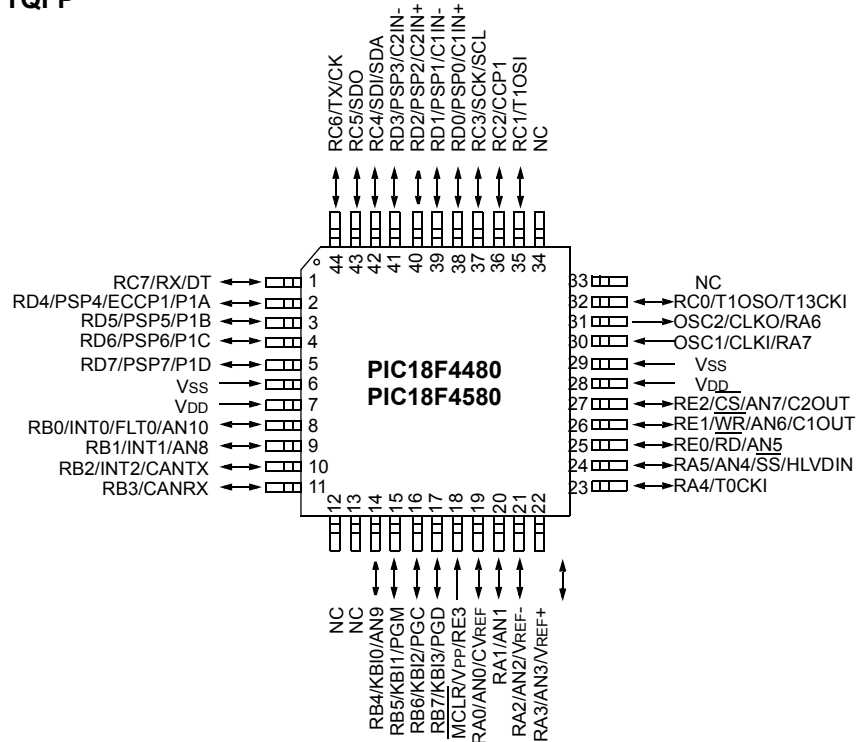 TQFP
RC6/TX/CK
RC5/SDO
RC4/SDI/SDA
RD3/PSP3/C2IN-
RD2/PSP2/C2IN+
RD1/PSP1/C1IN-
RD0/PSP0/C1IN+
RC3/SCK/SCL
RC2/CCP1
RC1/T1OSI
NC
44
43
42
41
40
39
38
37
36
35
34
RC7/RX/DT 1
RD4/PSP4/ECCP1/P1A 2
RD5/PSP5/P1B 3
RD6/PSP6/P1C 4
RD7/PSP7/P1D 5
VSS 6
VDD 7
RB0/INT0/FLT0/AN10 8
RB1/INT1/AN8 9
RB2/INT2/CANTX 10
RB3/CANRX 11
PIC18F4480
PIC18F4580
33 NC
32 RC0/T1OSO/T13CKI
31 OSC2/CLKO/RA6
30 OSC1/CLKI/RA7
29 VSS
28 VDD
27 RE2/CS/AN7/C2OUT
26 RE1/WR/AN6/C1OUT
25 RE0/RD/AN5
24 RA5/AN4/SS/HLVDIN
23 RA4/T0CKI
12
13
14
15
16
17
18
19
20
21
22
NC
NC
RB4/KBI0/AN9
RB5/KBI1/PGM
RB6/KBI2/PGC
RB7/KBI3/PGD
MCLR/VPP/RE3
RA0/AN0/CVREF
RA1/AN1
RA2/AN2/VREF-
RA3/AN3/VREF+